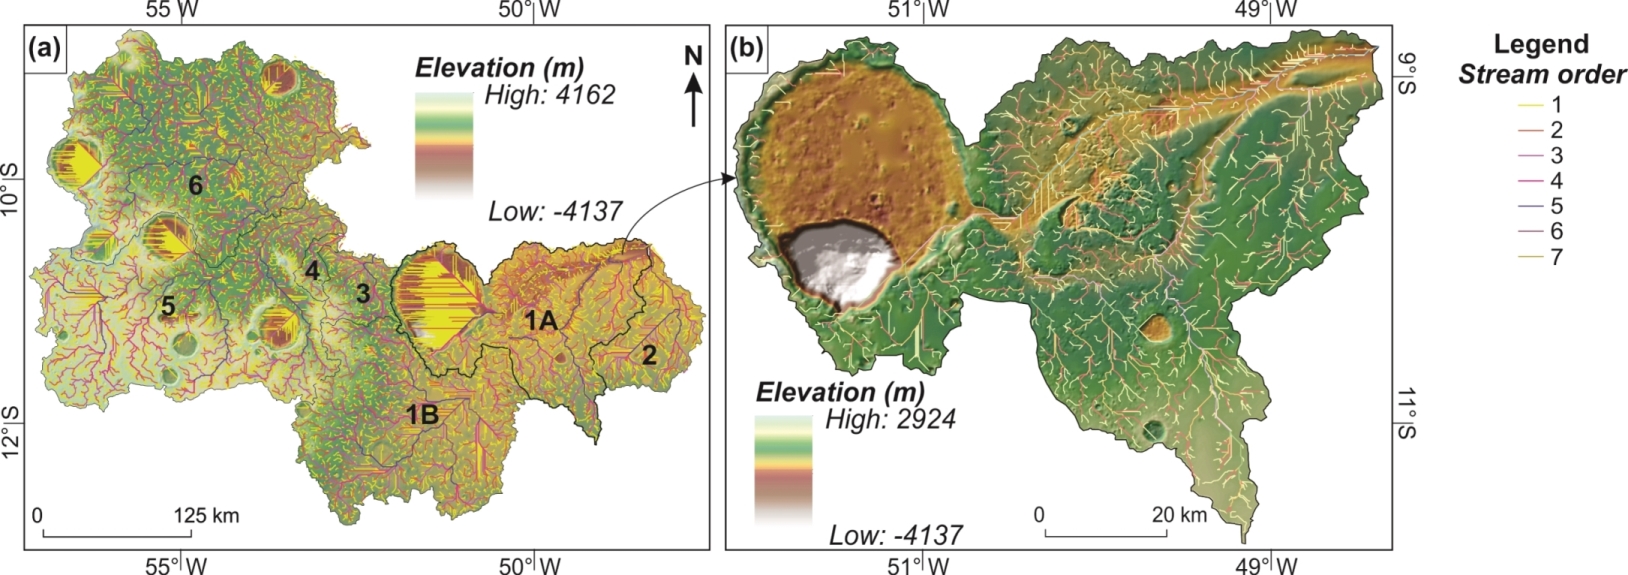 55°W
50°W
51°W
49°W
(a)
Elevation (m)
High: 4162
Low: -4137
N
10°S
12°S
6
5
4
3
1A
2
1B
0
125 km
55°W
50°W
(b)
Elevation (m)
High: 2924
Low: -4137
0
20 km
9°S
11°S
51°W
49°W
Legend
Stream order
1
2
3
4
5
6
7